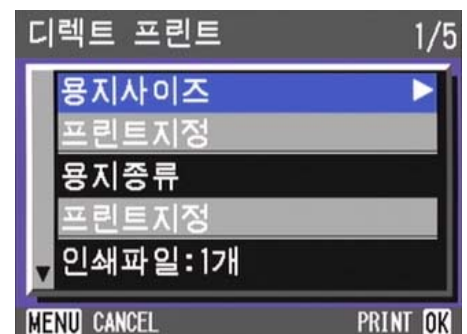 디렉트 프린트 1/5
용지사이즈
프린트지정
용지종류
프린트지정
인쇄파일:1개
MENU CANCEL PRINT OK